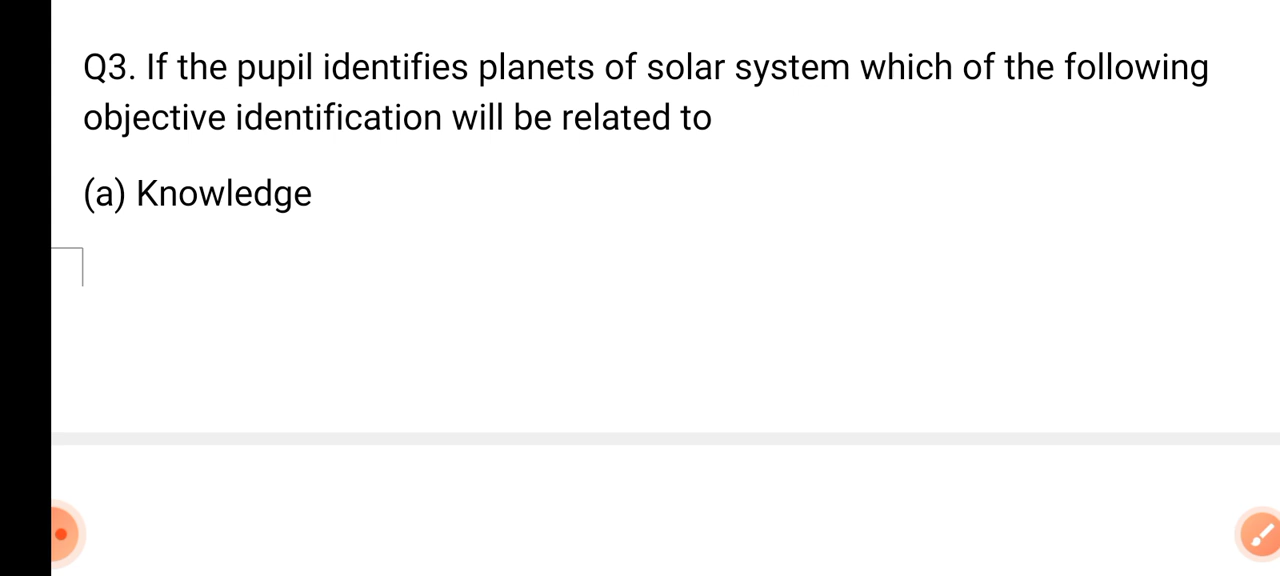 Q3. If the pupil identifies planets of solar system which of the following
objective identification will be related to
(a) Knowledge